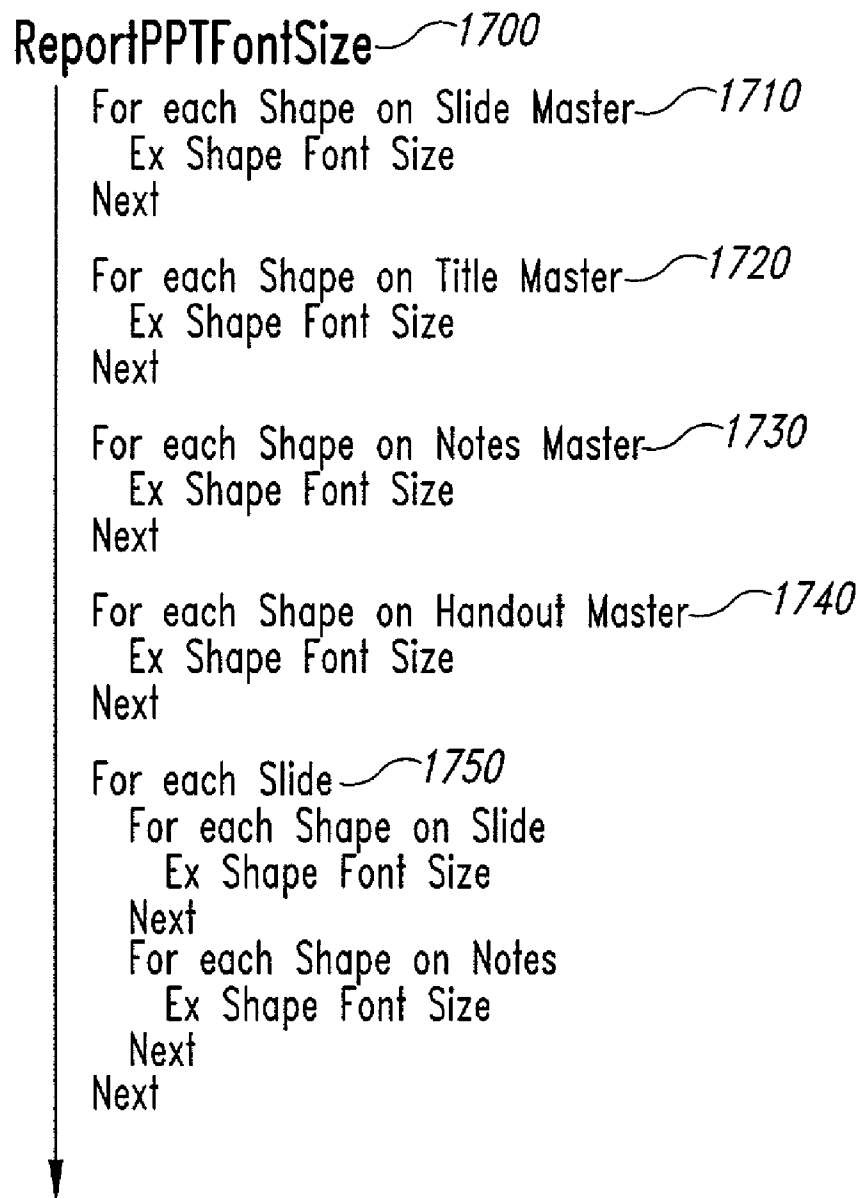 ReportPPTFontSize 1700
For each Shape on Slide Master 1710
Ex Shape Font Size
Next
For each Shape on Title Master 1720
Ex Shape Font Size
Next
For each Shape on Notes Master 1730
Ex Shape Font Size
Next
For each Shape on Handout Master 1740
Ex Shape Font Size
Next
For each Slide 1750
For each Shape on Slide
Ex Shape Font Size
Next
For each Shape on Notes
Ex Shape Font Size
Next
Next